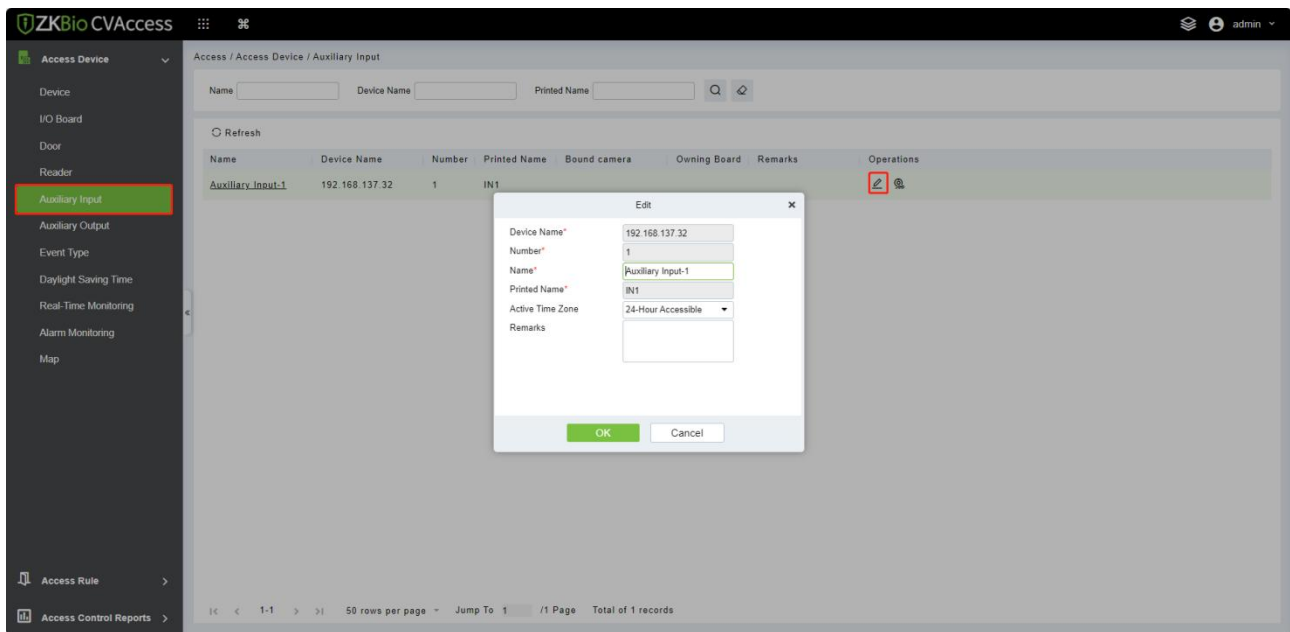 ZKBio CVAccess
admin
Access Device
Device
I/O Board
Door
Reader
Auxiliary Input
Auxiliary Output
Event Type
Daylight Saving Time
Real-Time Monitoring
Alarm Monitoring
Map
Access Rule
Access Control Reports
Access / Access Device / Auxiliary Input
Name Device Name Printed Name
Refresh
Name Device Name Number Printed Name Bound camera Owning Board Remarks Operations
Auxiliary Input-1 192.168.137.32 1 IN1
Edit
Device Name* 192.168.137.32
Number* 1
Name* Auxiliary Input-1
Printed Name* IN1
Active Time Zone 24-Hour Accessible
Remarks
OK Cancel
1-1 50 rows per page Jump To 1 /1 Page Total of 1 records